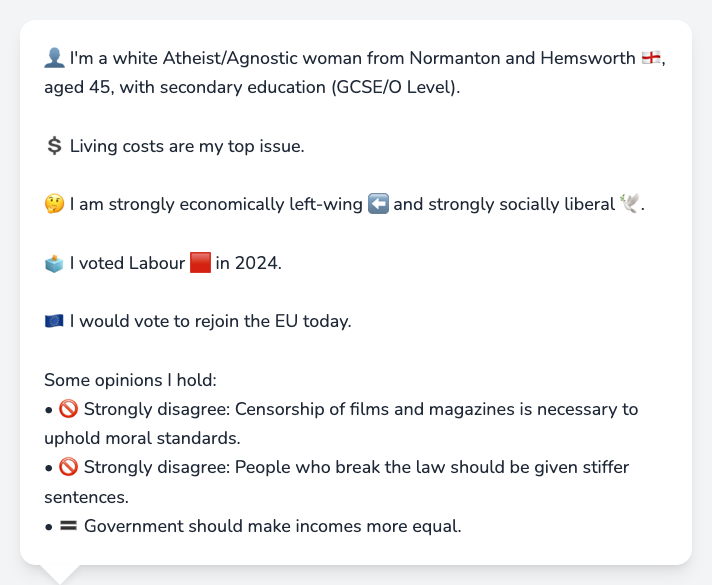 👤 I'm a white Atheist/Agnostic woman from Normanton and Hemsworth 🏴󠁧󠁢󠁥󠁮󠁧󠁿,
aged 45, with secondary education (GCSE/O Level).
💲 Living costs are my top issue.
🤔 I am strongly economically left-wing ⬅️ and strongly socially liberal 🕊️.
🗳️ I voted Labour 🟥 in 2024.
🇪🇺 I would vote to rejoin the EU today.
Some opinions I hold:
• 🚫 Strongly disagree: Censorship of films and magazines is necessary to
uphold moral standards.
• 🚫 Strongly disagree: People who break the law should be given stiffer
sentences.
• 🟰 Government should make incomes more equal.